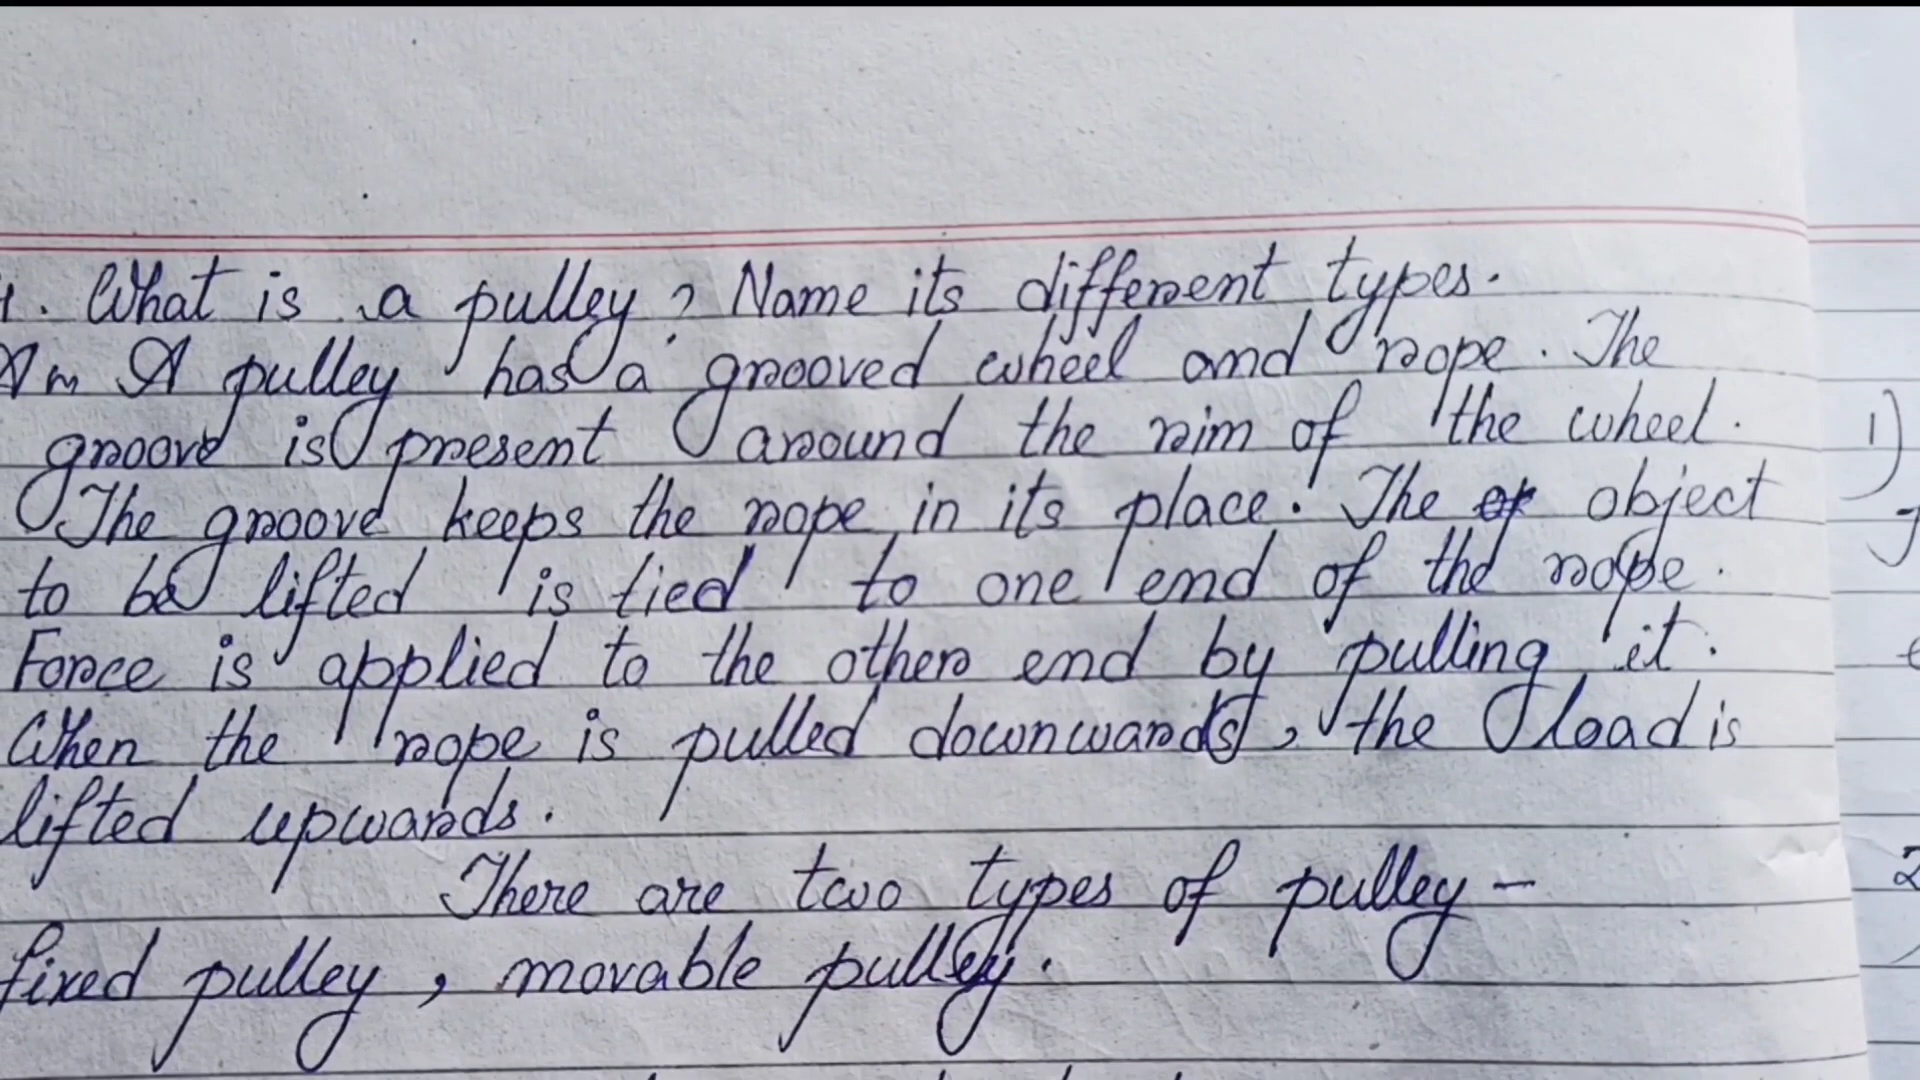 1. What is a pulley? Name its different types.
Ans A pulley has a grooved wheel and rope. The
groove is present around the rim of the wheel.
The groove keeps the rope in its place. The object
to be lifted is tied to one end of the rope.
Force is applied to the other end by pulling it.
When the rope is pulled downwards, the load is
lifted upwards.
There are two types of pulley -
fixed pulley, movable pulley.
1)
2